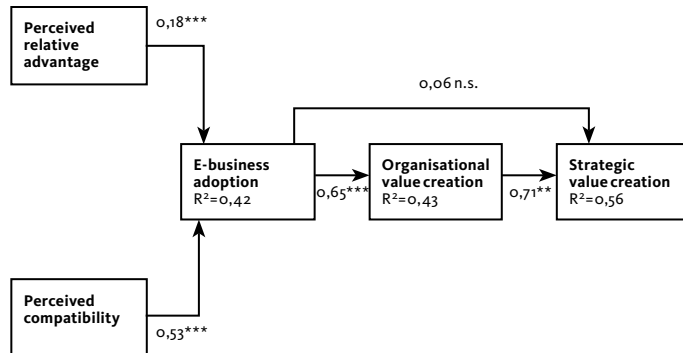 Perceived
relative
advantage
0,18***
0,06 n.s.
E-business
adoption
R²=0,42
0,65***
Organisational
value creation
R²=0,43
0,71**
Strategic
value creation
R²=0,56
Perceived
compatibility
0,53***